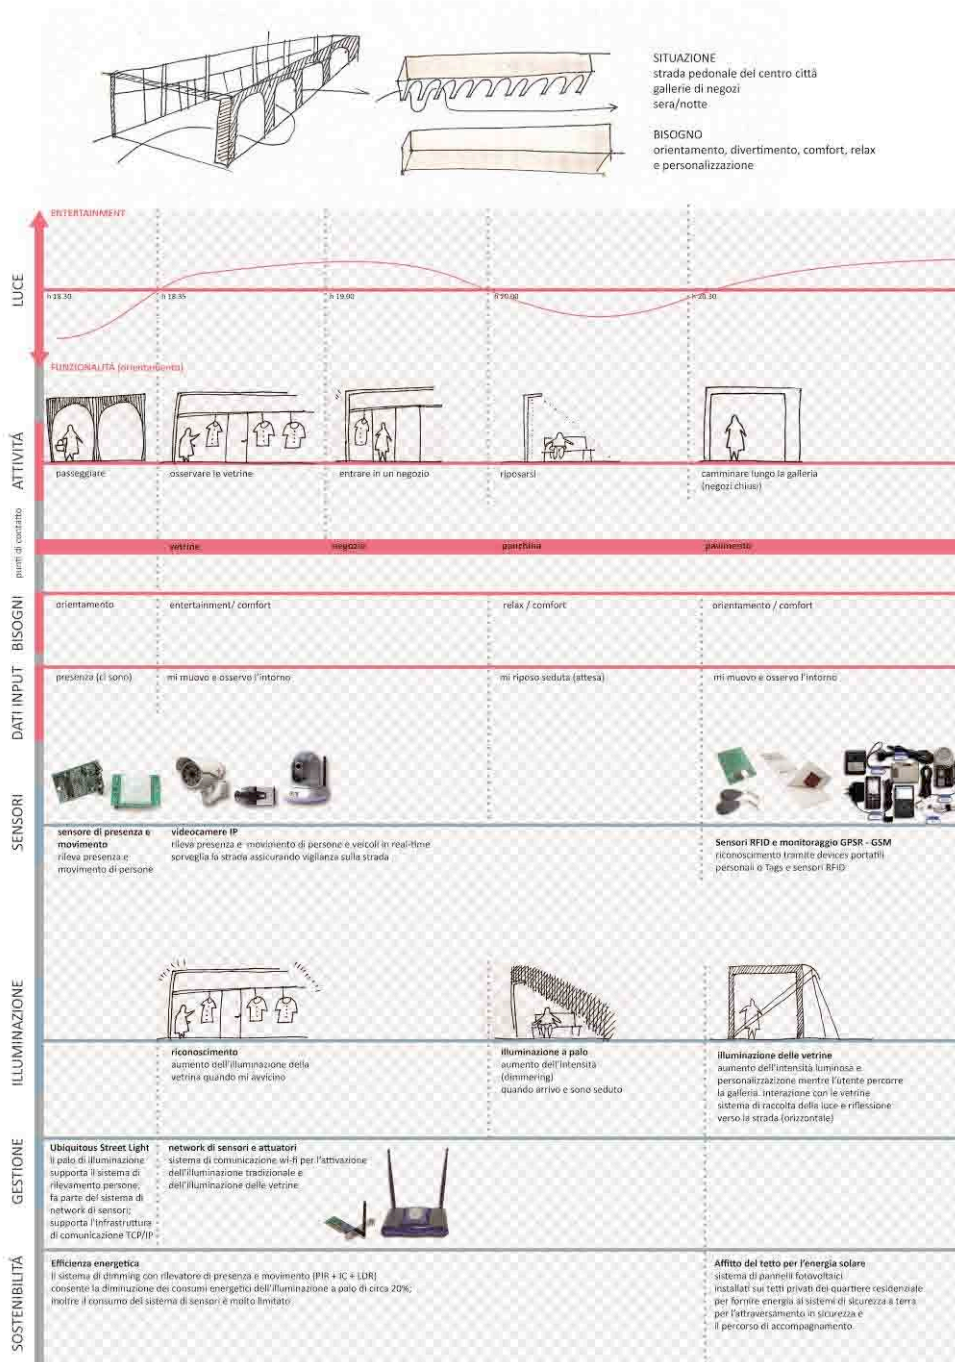 SITUAZIONE
strada pedonale del centro città
gallerie di negozi
sera/notte
BISOGNO
orientamento, divertimento, comfort, relax
e personalizzazione
ENTERTAINMENT
LUCE
h 18.30
h 18.35
h 19.00
h 20.00
h 20.30
FUNZIONALITÁ (orientamento)
ATTIVITÁ
passeggiare
osservare le vetrine
entrare in un negozio
riposarsi
camminare lungo la galleria
(negozi chiusi)
punti di contatto
vetrine
negozio
panchina
pavimento
BISOGNI
orientamento
entertainment/ comfort
relax / comfort
orientamento / comfort
DATI INPUT
presenza (ci sono)
mi muovo e osservo l'intorno
mi riposo seduta (attesa)
mi muovo e osservo l'intorno
SENSORI
sensore di presenza e
movimento
rileva presenza e
movimento di persone
videocamere IP
rileva presenza e movimento di persone e veicoli in real-time
sorveglia la strada assicurando vigilanza sulla strada
Sensori RFID e monitoraggio GPSR - GSM
riconoscimento tramite devices portatili
personali o Tags e sensori RFID
ILLUMINAZIONE
riconoscimento
aumento dell'illuminazione della
vetrina quando mi avvicino
illuminazione a palo
aumento dell'intensità
(dimmering)
quando arrivo e sono seduto
illuminazione delle vetrine
aumento dell'intensità luminosa e
personalizzazizone mentre l'utente percorre
la galleria. Interazione con le vetrine
sistema di raccolta della luce e riflessione
verso la strada (orizzontale)
GESTIONE
Ubiquitous Street Light
Il palo di illuminazione
supporta il sistema di
rilevamento persone;
fa parte del sistema di
network di sensori;
supporta l'infrastruttura
di comunicazione TCP/IP
network di sensori e attuatori
sistema di comunicazione wi-fi per l'attivazione
dell'illuminazione tradizionale e
dell'illuminazione delle vetrine
SOSTENIBILITÁ
Efficienza energetica
Il sistema di dimming con rilevatore di presenza e movimento (PIR + IC + LDR)
consente la diminuzione dei consumi energetici dell'illuminazione a palo di circa 20%;
inoltre il consumo del sistema di sensori è molto limitato
Affitto del tetto per l'energia solare
sistema di pannelli fotovoltaici
installati sui tetti privati del quartiere residenziale
per fornire energia ai sistemi di sicurezza a terra
per l'attraversamento in sicurezza e
il percorso di accompagnamento.